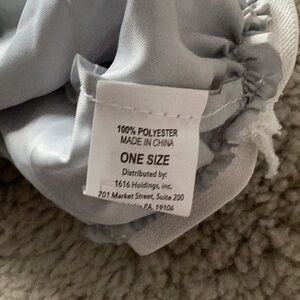 100% POLYESTER
MADE IN CHINA
ONE SIZE
Distributed by:
1616 Holdings, inc.
701 Market Street, Suite 200
PA, 19106